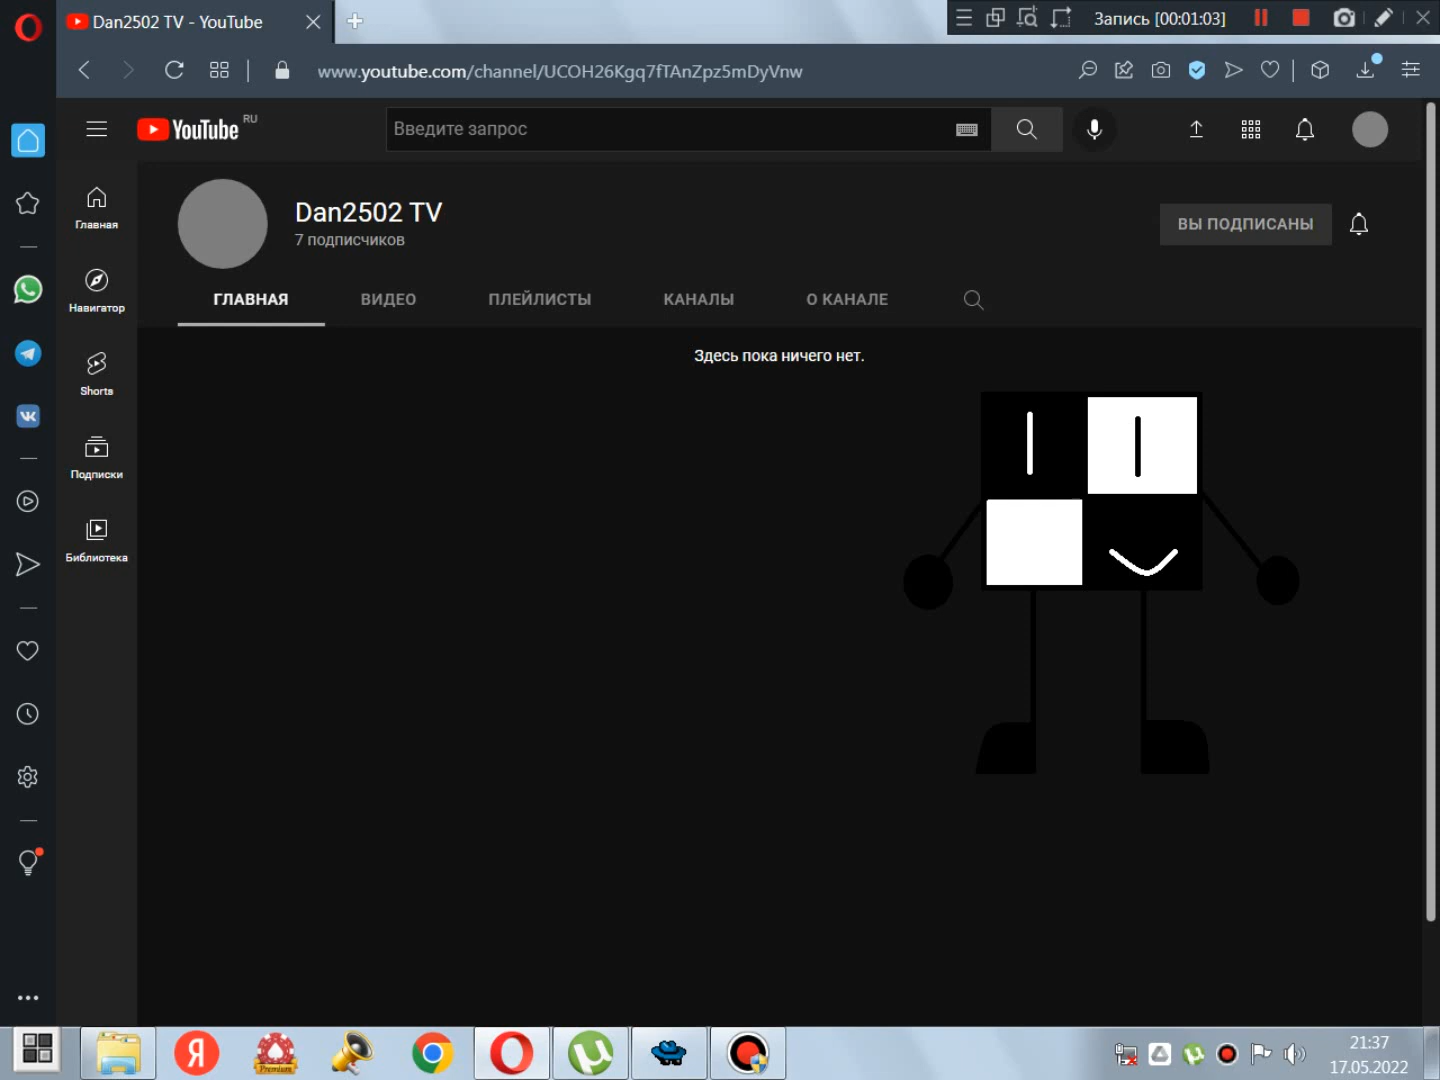 Dan2502 TV - YouTube
Запись [00:01:03]
www.youtube.com/channel/UCOH26Kgq7fTAnZpz5mDyVnw
YouTube RU
Введите запрос
Dan2502 TV
7 подписчиков
ВЫ ПОДПИСАНЫ
ГЛАВНАЯ ВИДЕО ПЛЕЙЛИСТЫ КАНАЛЫ О КАНАЛЕ
Здесь пока ничего нет.
Главная
Навигатор
Shorts
Подписки
Библиотека
Я
Premium
21:37
17.05.2022